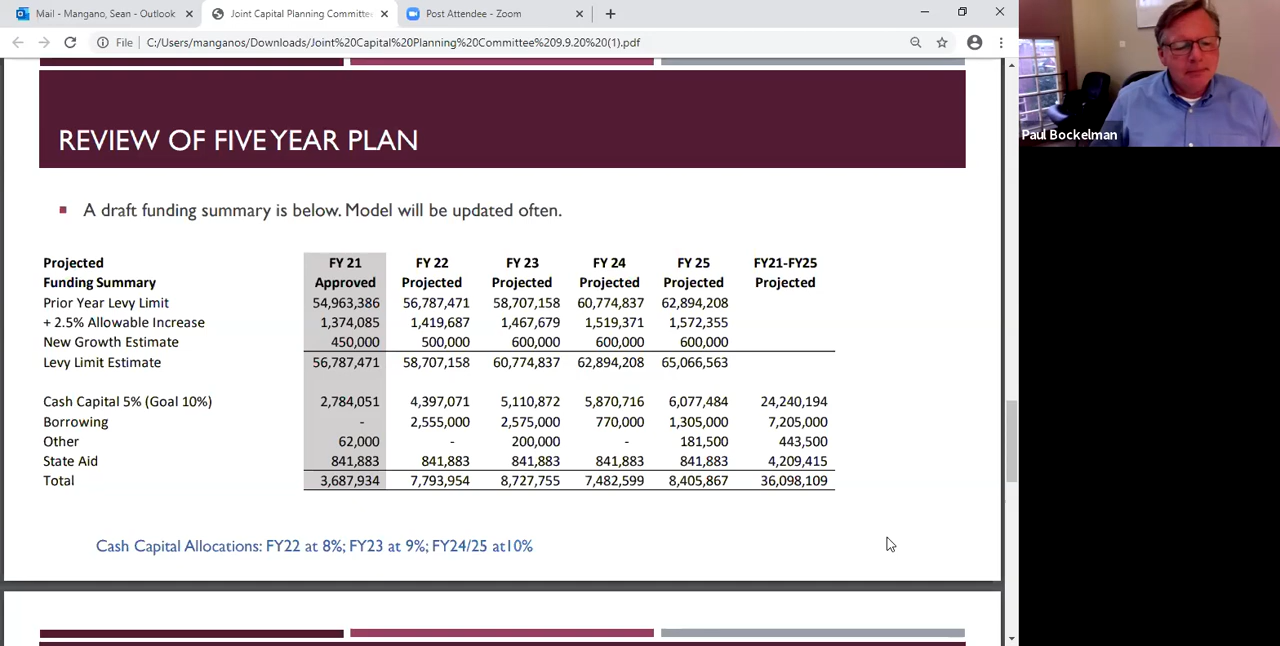 Mail - Mangano, Sean - Outlook
Joint Capital Planning Committe
Post Attendee - Zoom
File
C:/Users/manganos/Downloads/Joint%20Capital%20Planning%20Committee%209.9.20%20(1).pdf
REVIEW OF FIVE YEAR PLAN
A draft funding summary is below. Model will be updated often.
Projected FY 21 FY 22 FY 23 FY 24 FY 25 FY21-FY25
Funding Summary Approved Projected Projected Projected Projected Projected
Prior Year Levy Limit 54,963,386 56,787,471 58,707,158 60,774,837 62,894,208
+ 2.5% Allowable Increase 1,374,085 1,419,687 1,467,679 1,519,371 1,572,355
New Growth Estimate 450,000 500,000 600,000 600,000 600,000
Levy Limit Estimate 56,787,471 58,707,158 60,774,837 62,894,208 65,066,563
Cash Capital 5% (Goal 10%) 2,784,051 4,397,071 5,110,872 5,870,716 6,077,484 24,240,194
Borrowing - 2,555,000 2,575,000 770,000 1,305,000 7,205,000
Other 62,000 - 200,000 - 181,500 443,500
State Aid 841,883 841,883 841,883 841,883 841,883 4,209,415
Total 3,687,934 7,793,954 8,727,755 7,482,599 8,405,867 36,098,109
Cash Capital Allocations: FY22 at 8%; FY23 at 9%; FY24/25 at10%
Paul Bockelman